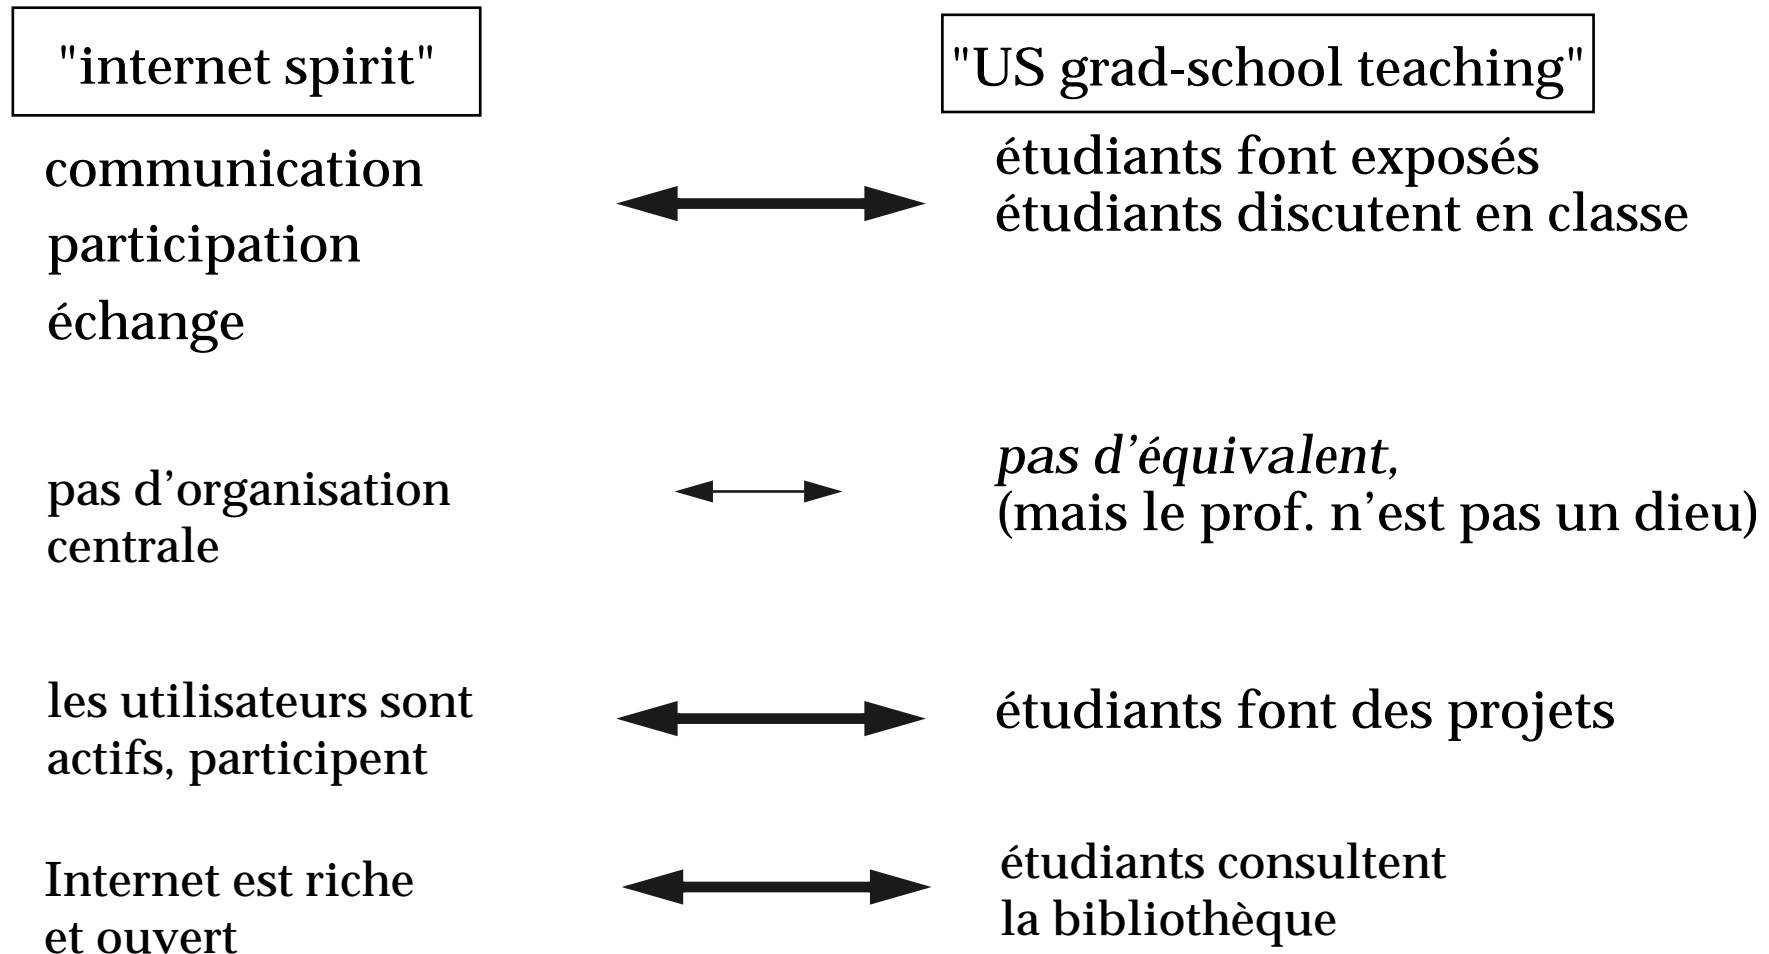 "internet spirit"
"US grad-school teaching"
communication
participation
échange
étudiants font exposés
étudiants discutent en classe
pas d’organisation
centrale
pas d’équivalent,
(mais le prof. n’est pas un dieu)
les utilisateurs sont
actifs, participent
étudiants font des projets
Internet est riche
et ouvert
étudiants consultent
la bibliothèque